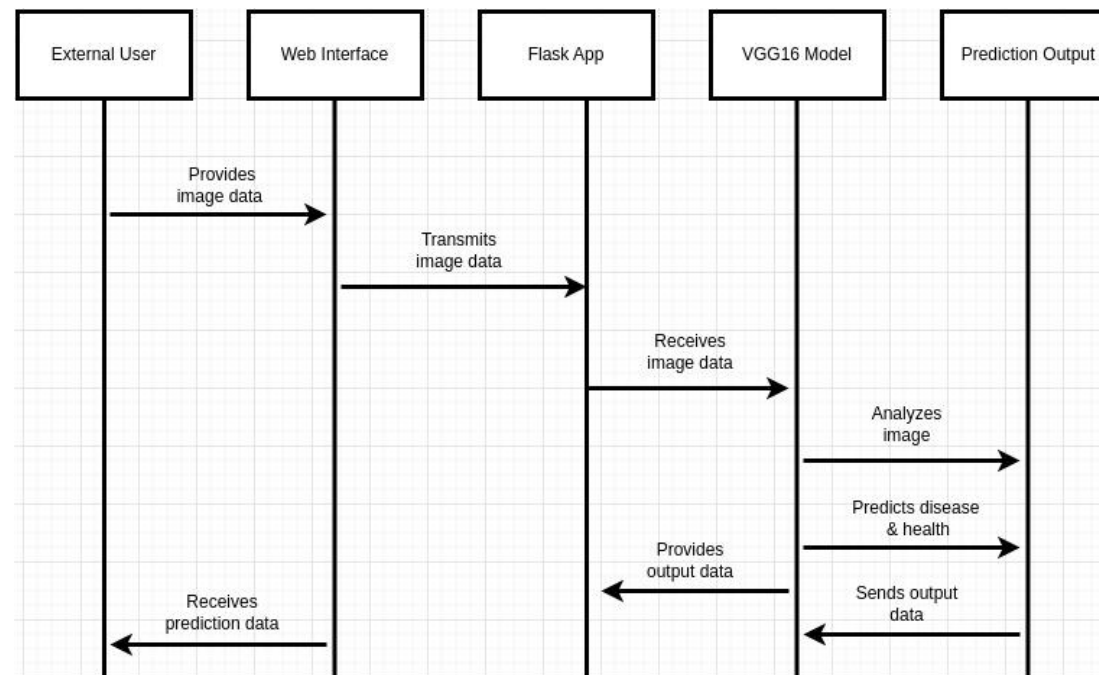 External User
Web Interface
Flask App
VGG16 Model
Prediction Output
Provides
image data
Transmits
image data
Receives
image data
Analyzes
image
Predicts disease
& health
Provides
output data
Sends output
data
Receives
prediction data